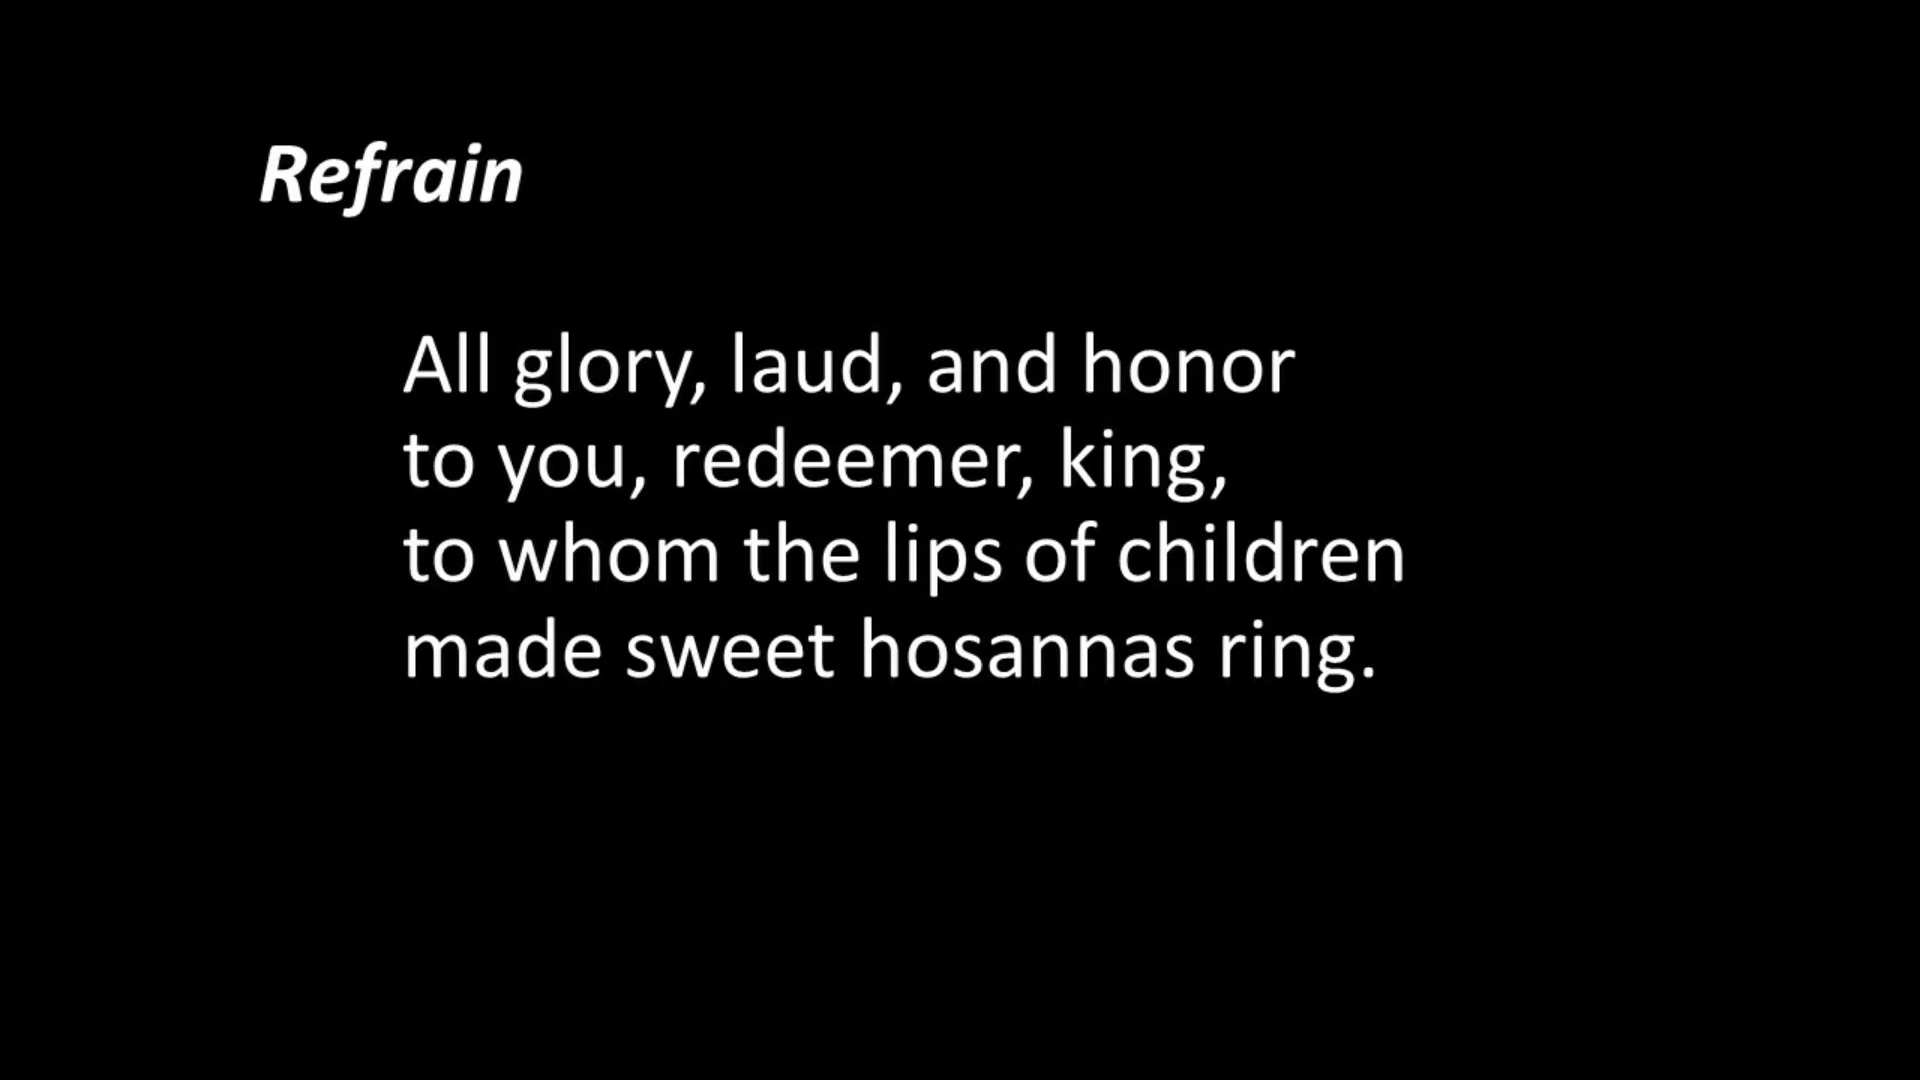 Refrain
All glory, laud, and honor
to you, redeemer, king,
to whom the lips of children
made sweet hosannas ring.